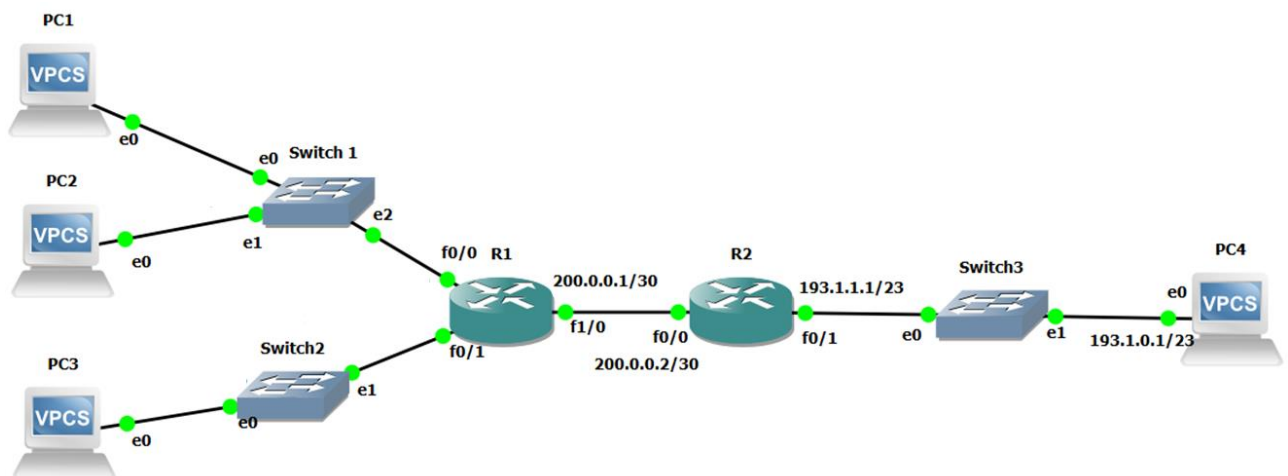 PC1
VPCS
e0
PC2
VPCS
e0
PC3
VPCS
e0
Switch 1
e0
e1
e2
Switch2
e0
e1
R1
f0/0
f0/1
f1/0
200.0.0.1/30
R2
f0/0
200.0.0.2/30
193.1.1.1/23
f0/1
Switch3
e0
e1
PC4
e0
VPCS
193.1.0.1/23